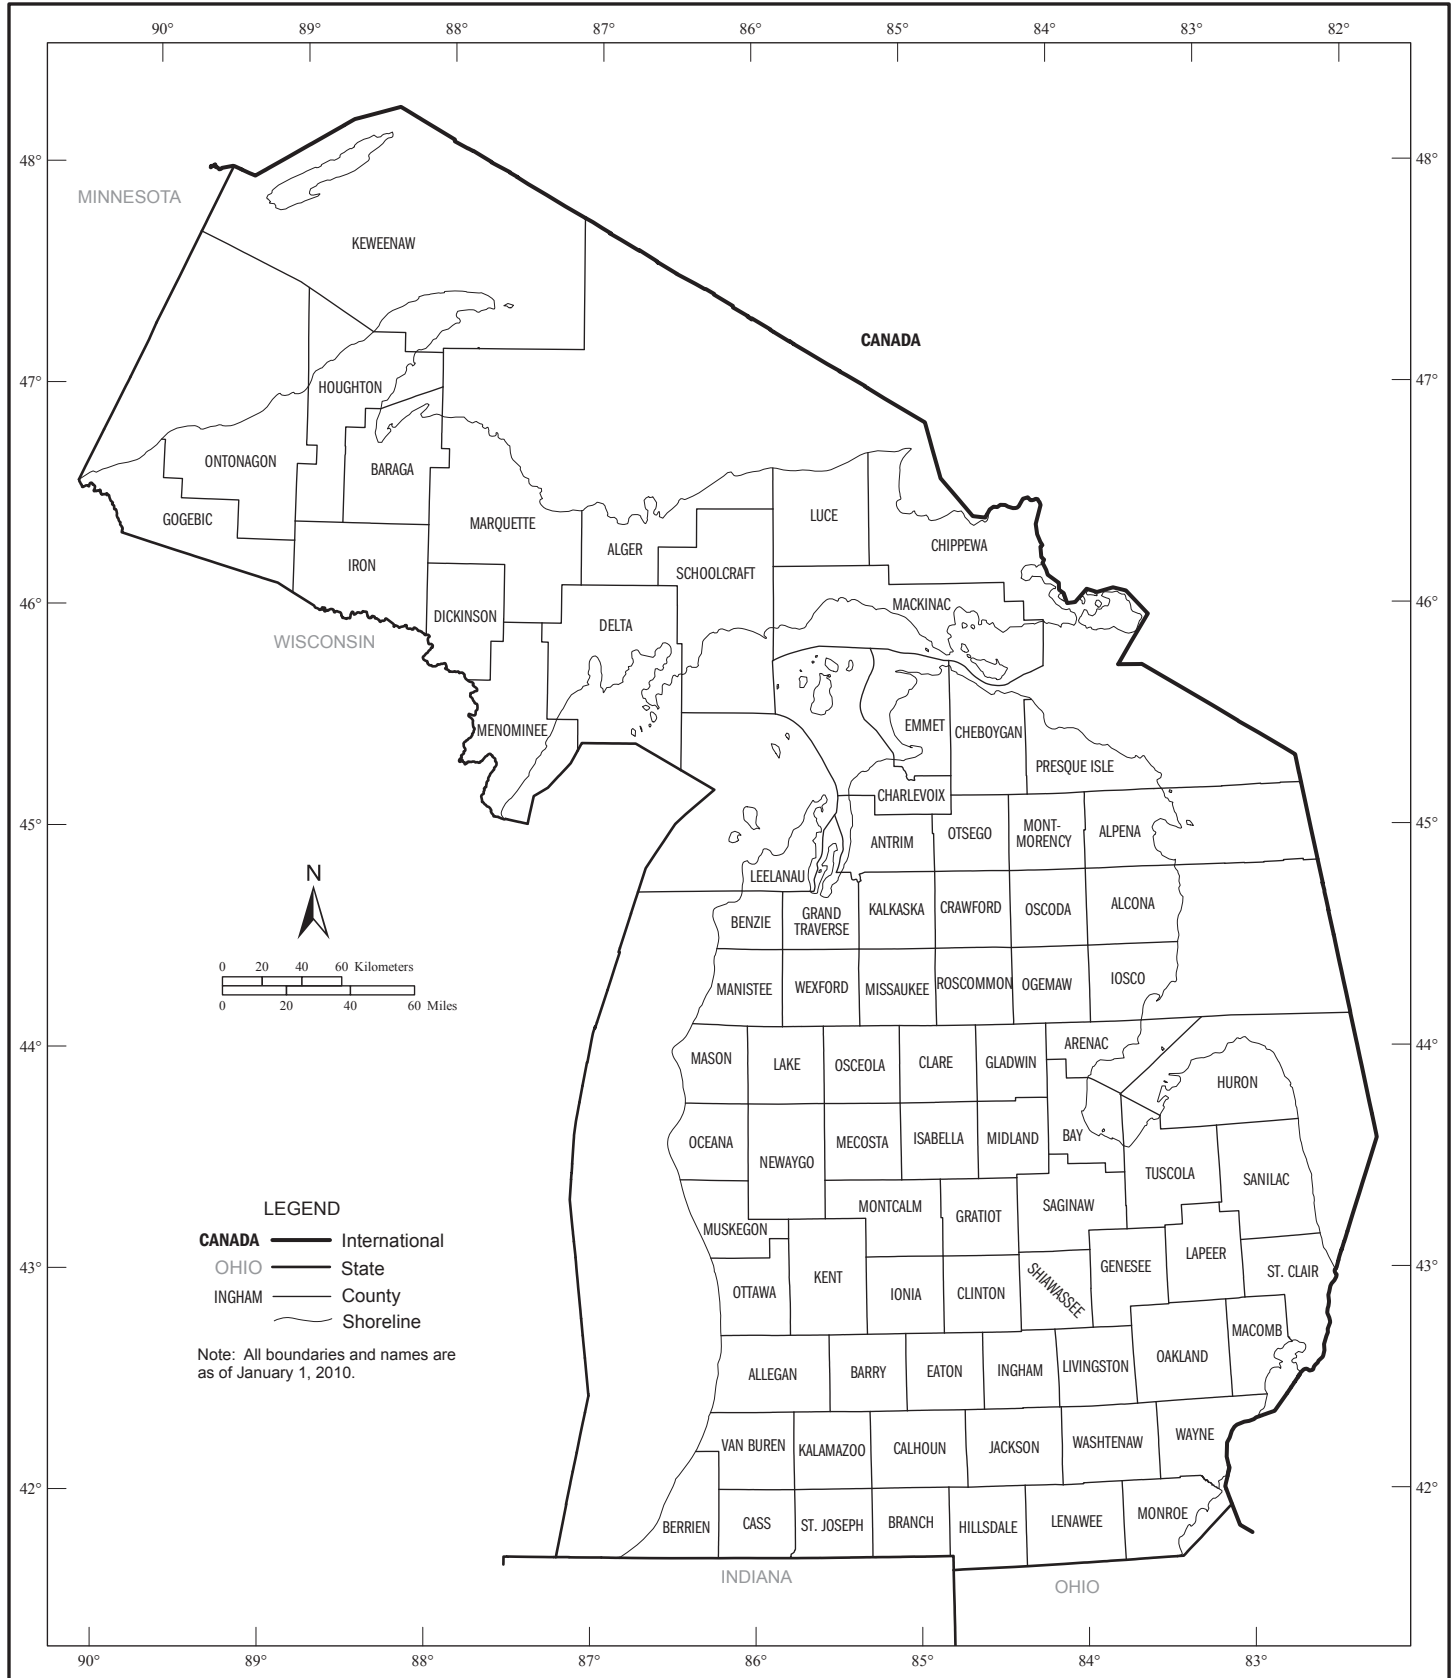 90° 89° 88° 87° 86° 85° 84° 83° 82°
48° 48°
MINNESOTA
KEWEENAW
CANADA
47° 47°
HOUGHTON
ONTONAGON
BARAGA
GOGEBIC
MARQUETTE
LUCE
ALGER
CHIPPEWA
IRON
SCHOOLCRAFT
46° 46°
MACKINAC
DICKINSON
DELTA
WISCONSIN
MENOMINEE
EMMET
CHEBOYGAN
PRESQUE ISLE
CHARLEVOIX
45° 45°
ANTRIM
OTSEGO
MONT-
MORENCY
ALPENA
N
LEELANAU
BENZIE
GRAND
TRAVERSE
KALKASKA
CRAWFORD
OSCODA
ALCONA
0 20 40 60 Kilometers
0 20 40 60 Miles
MANISTEE
WEXFORD
MISSAUKEE
ROSCOMMON
OGEMAW
IOSCO
44° 44°
MASON
LAKE
OSCEOLA
CLARE
GLADWIN
ARENAC
HURON
OCEANA
NEWAYGO
MECOSTA
ISABELLA
MIDLAND
BAY
TUSCOLA
SANILAC
LEGEND
CANADA International
OHIO State
INGHAM County
Shoreline
Note: All boundaries and names are
as of January 1, 2010.
MUSKEGON
MONTCALM
GRATIOT
SAGINAW
43° 43°
OTTAWA
KENT
IONIA
CLINTON
SHIAWASSEE
GENESEE
LAPEER
ST. CLAIR
ALLEGAN
BARRY
EATON
INGHAM
LIVINGSTON
OAKLAND
MACOMB
VAN BUREN
KALAMAZOO
CALHOUN
JACKSON
WASHTENAW
WAYNE
42° 42°
BERRIEN
CASS
ST. JOSEPH
BRANCH
HILLSDALE
LENAWEE
MONROE
INDIANA
OHIO
90° 89° 88° 87° 86° 85° 84° 83°